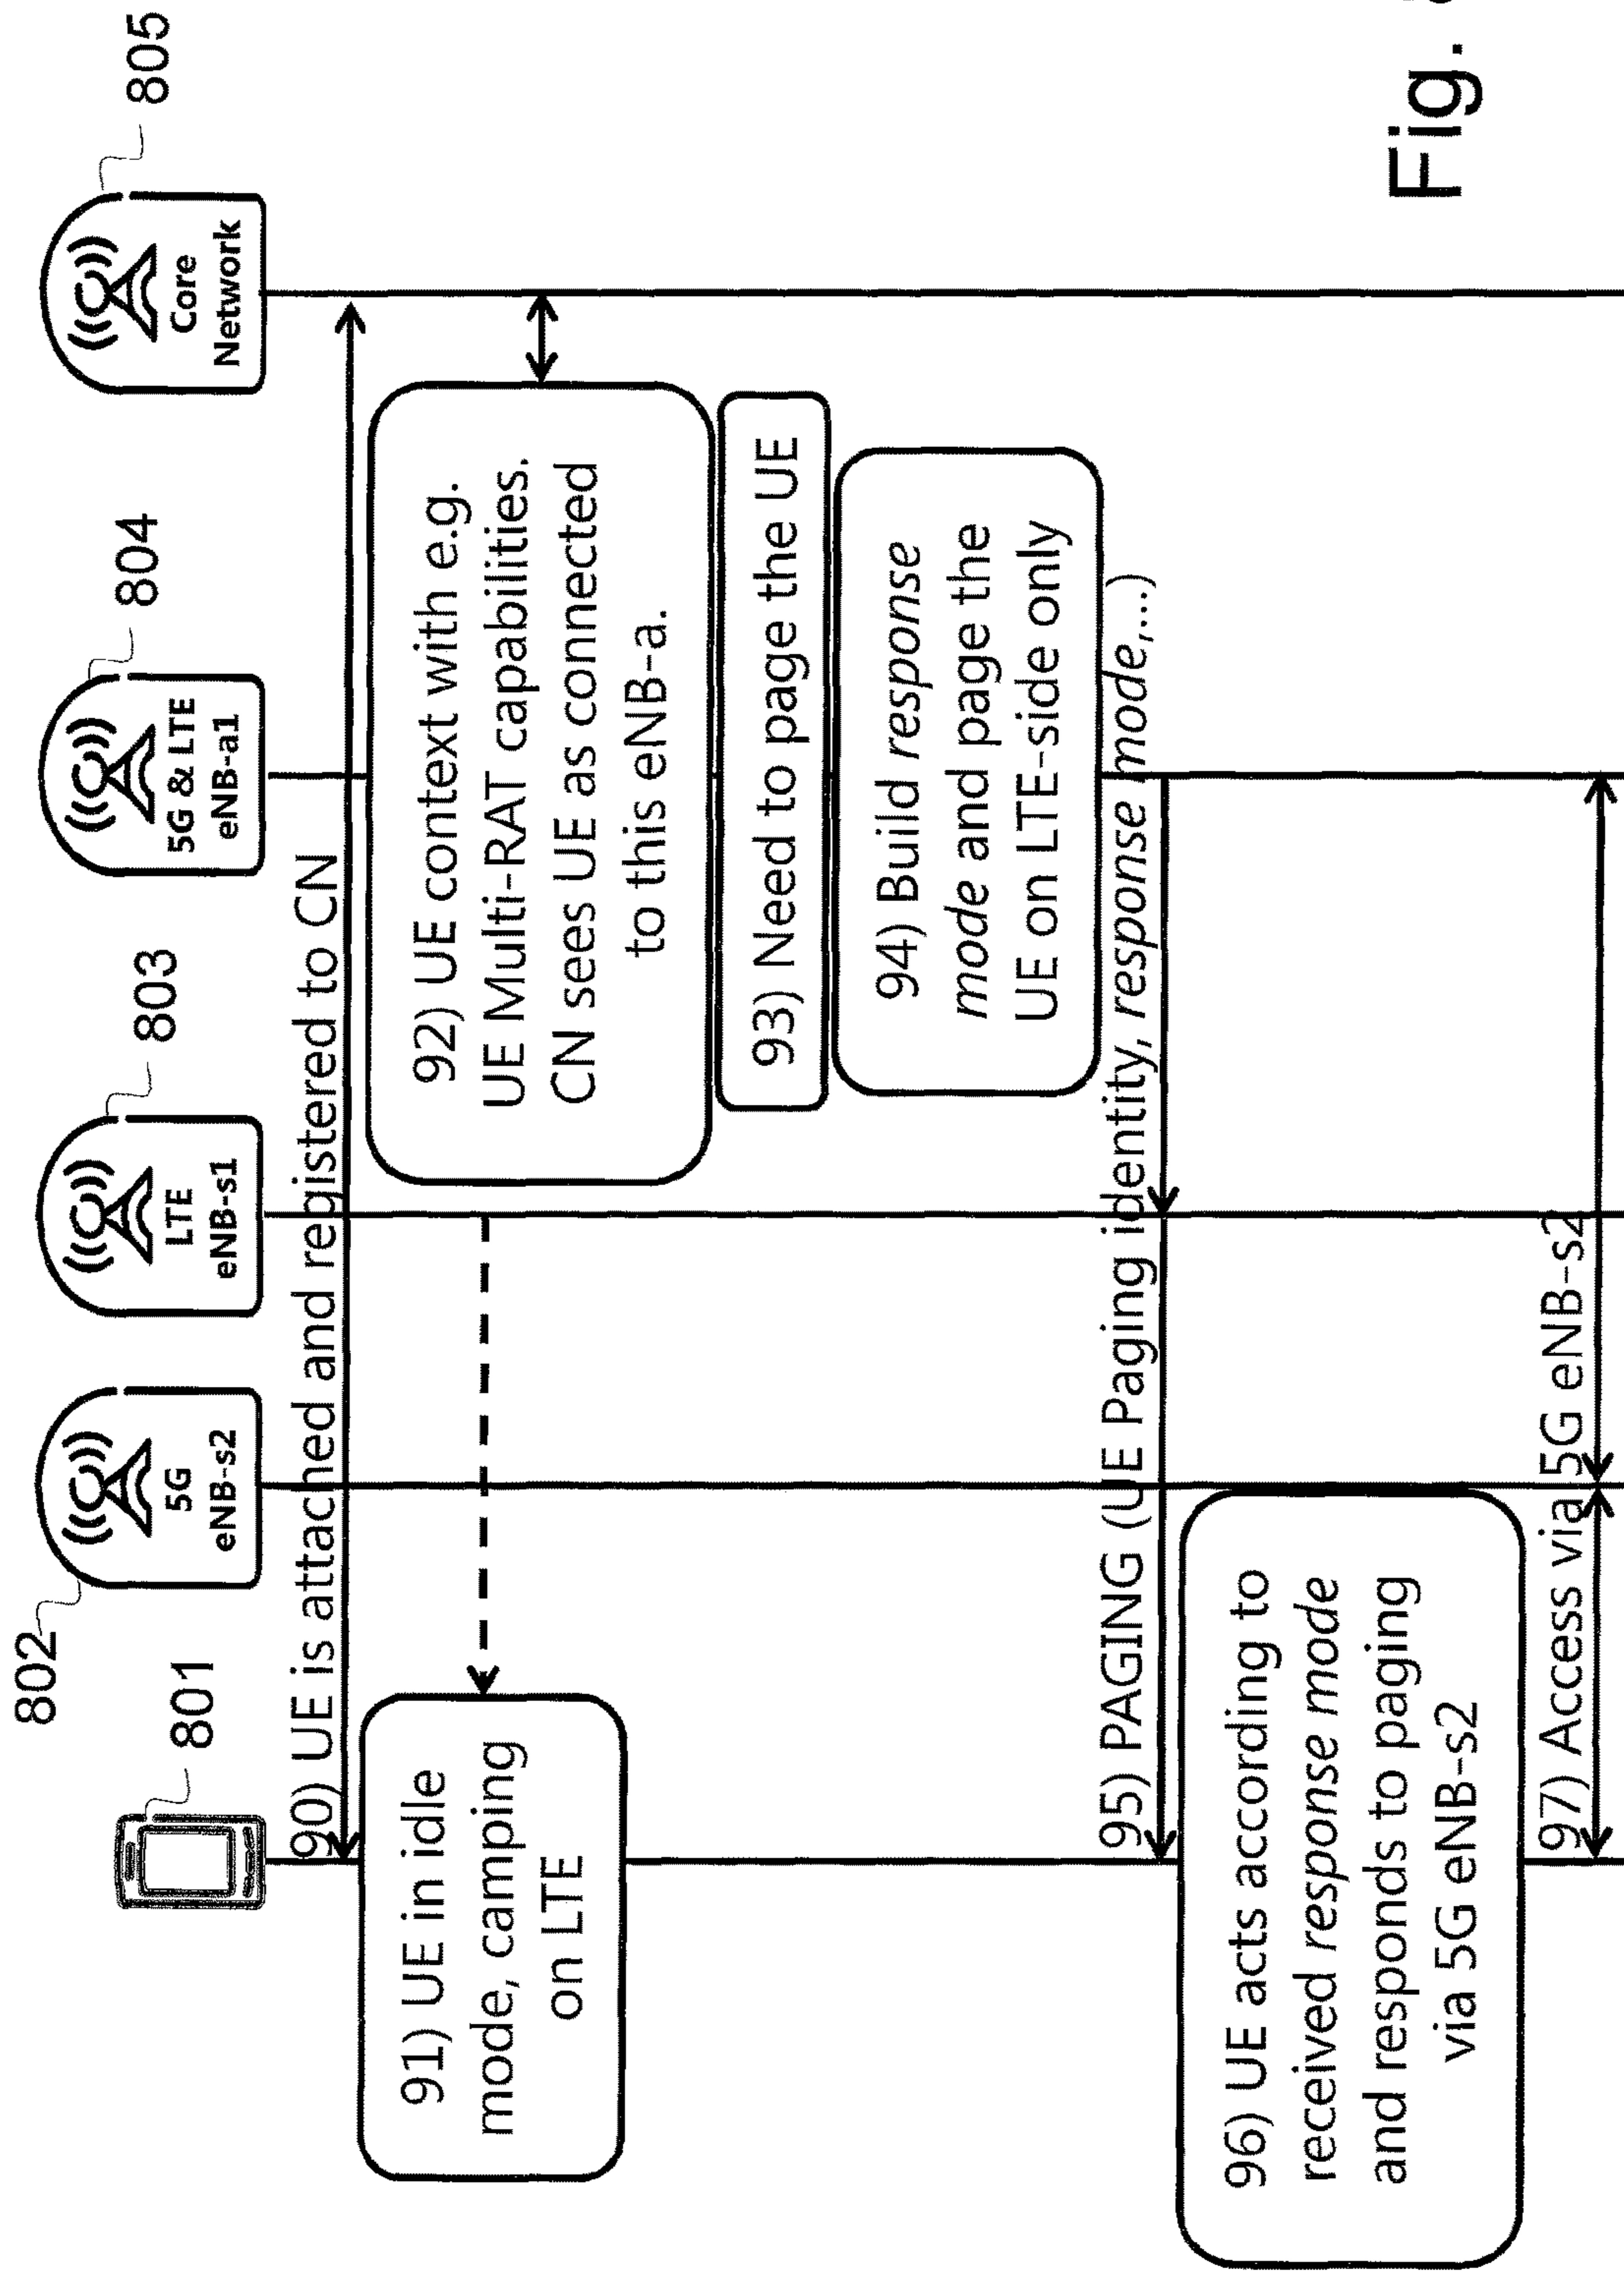 802
801
803
804
805
5G
eNB-s2
LTE
eNB-s1
5G & LTE
eNB-a1
Core
Network
90) UE is attached and registered to CN
91) UE in idle
mode, camping
on LTE
92) UE context with e.g.
UE Multi-RAT capabilities.
CN sees UE as connected
to this eNB-a.
93) Need to page the UE
94) Build response
mode and page the
UE on LTE-side only
95) PAGING (UE Paging identity, response mode,...)
96) UE acts according to
received response mode
and responds to paging
via 5G eNB-s2
97) Access via 5G eNB-s2
Fig.